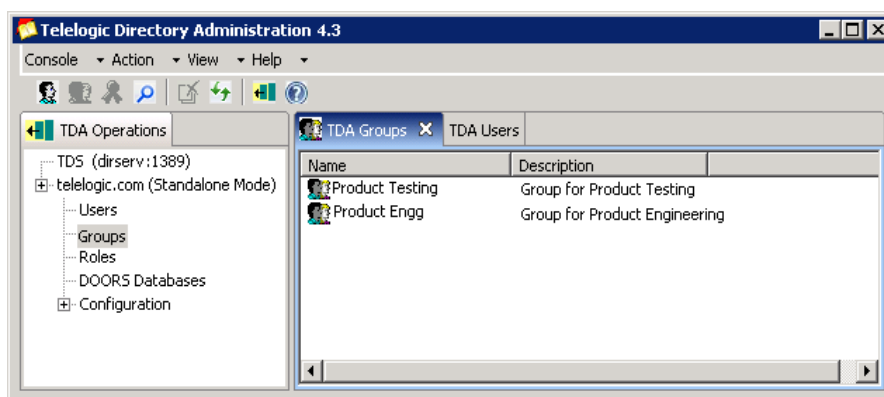 Telelogic Directory Administration 4.3
Console Action View Help
TDA Operations
TDS (dirserv:1389)
telelogic.com (Standalone Mode)
Users
Groups
Roles
DOORS Databases
Configuration
TDA Groups TDA Users
Name Description
Product Testing Group for Product Testing
Product Engg Group for Product Engineering